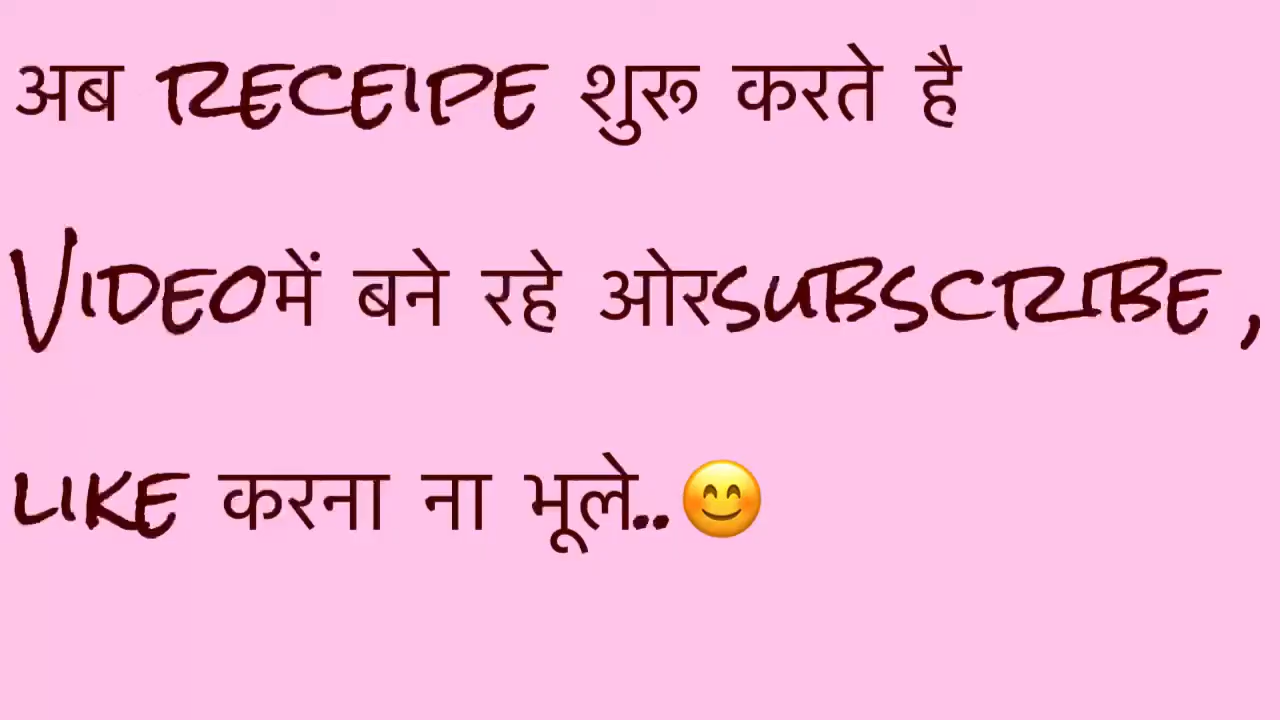 अब RECEIPE शुरू करते है
VIDEOमें बने रहे ओरSUBSCRIBE ,
LIKE करना ना भूले..😊